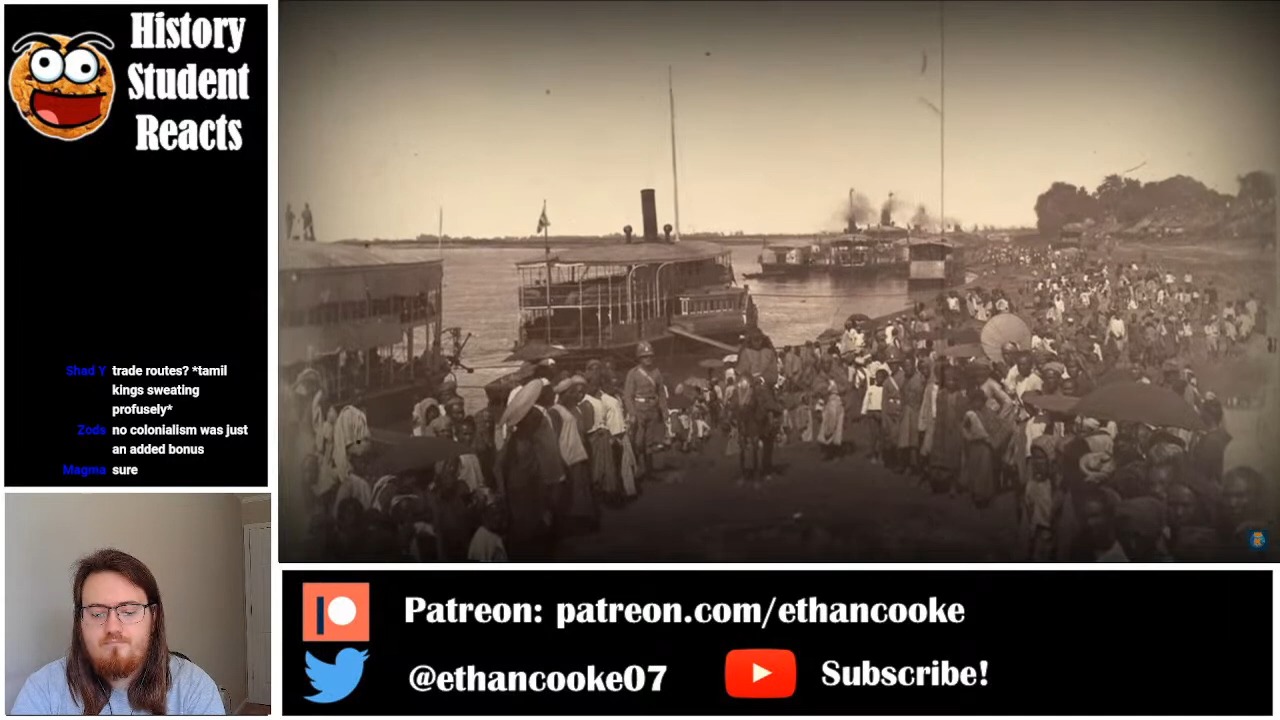 History
Student
Reacts
Shad Y trade routes? *tamil
kings sweating
profusely*
Zods no colonialism was just
an added bonus
Magma sure
Patreon: patreon.com/ethancooke
@ethancooke07
Subscribe!